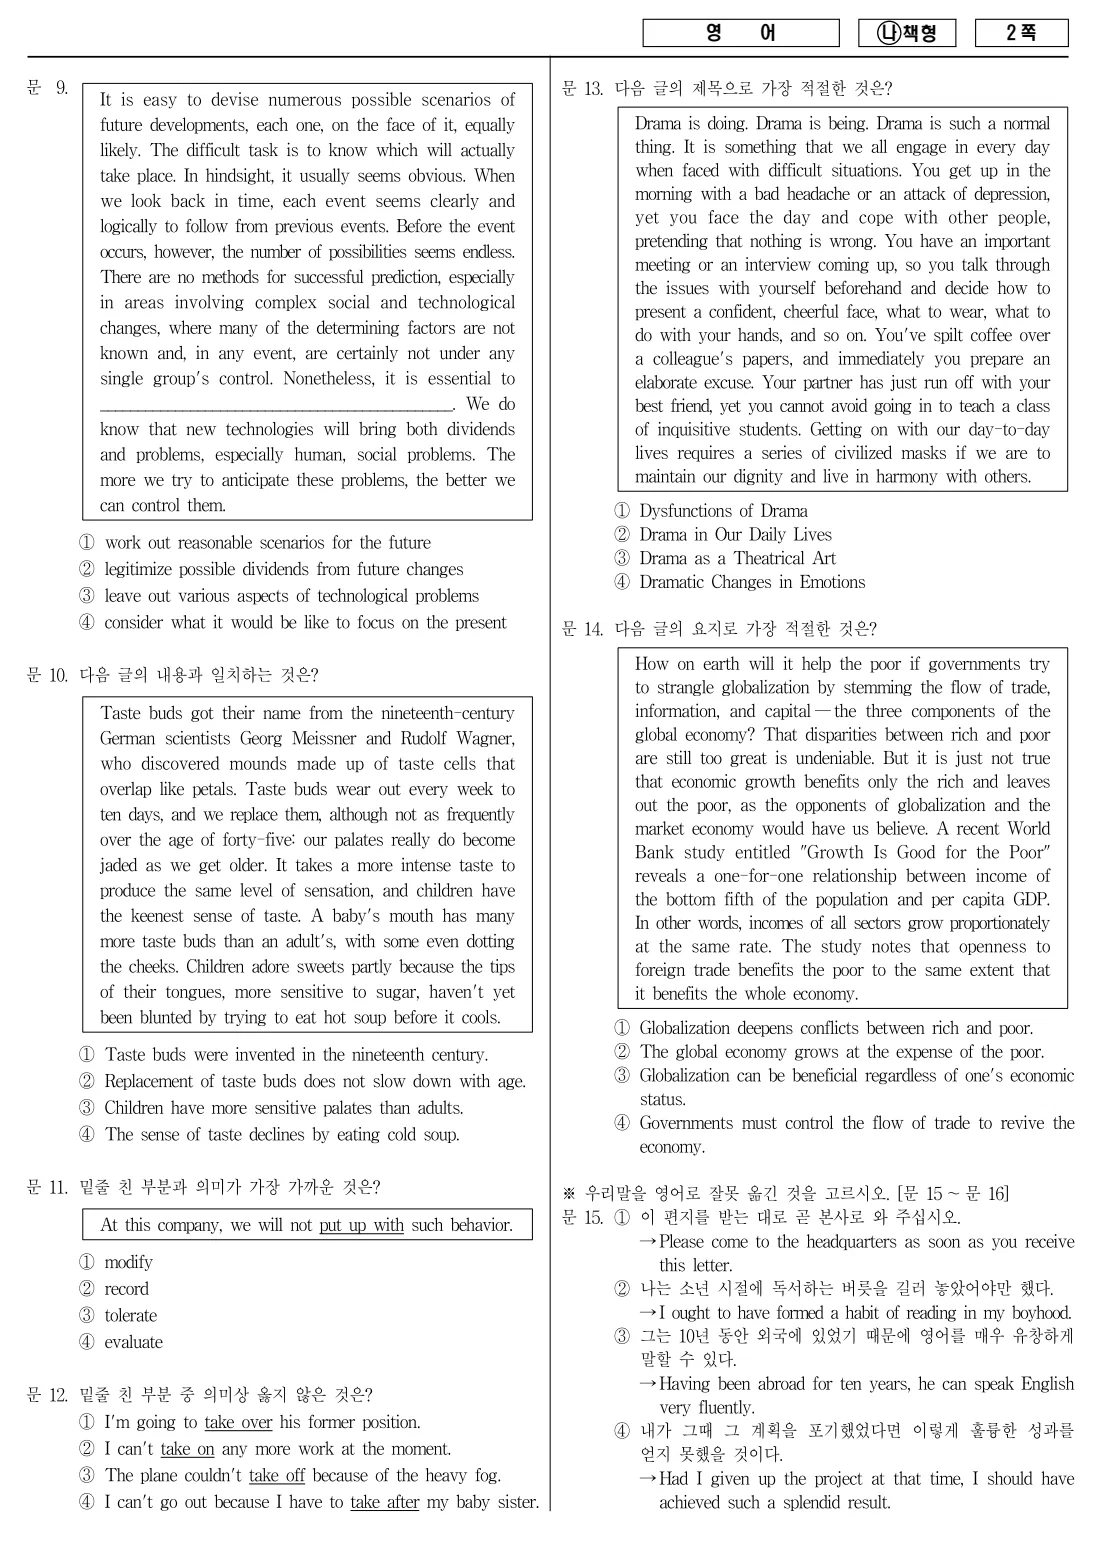 영 어
㉯책형
2쪽
문 9.
It is easy to devise numerous possible scenarios of
future developments, each one, on the face of it, equally
likely. The difficult task is to know which will actually
take place. In hindsight, it usually seems obvious. When
we look back in time, each event seems clearly and
logically to follow from previous events. Before the event
occurs, however, the number of possibilities seems endless.
There are no methods for successful prediction, especially
in areas involving complex social and technological
changes, where many of the determining factors are not
known and, in any event, are certainly not under any
single group's control. Nonetheless, it is essential to
____________________________________________. We do
know that new technologies will bring both dividends
and problems, especially human, social problems. The
more we try to anticipate these problems, the better we
can control them.
① work out reasonable scenarios for the future
② legitimize possible dividends from future changes
③ leave out various aspects of technological problems
④ consider what it would be like to focus on the present
문 10. 다음 글의 내용과 일치하는 것은?
Taste buds got their name from the nineteenth-century
German scientists Georg Meissner and Rudolf Wagner,
who discovered mounds made up of taste cells that
overlap like petals. Taste buds wear out every week to
ten days, and we replace them, although not as frequently
over the age of forty-five: our palates really do become
jaded as we get older. It takes a more intense taste to
produce the same level of sensation, and children have
the keenest sense of taste. A baby's mouth has many
more taste buds than an adult's, with some even dotting
the cheeks. Children adore sweets partly because the tips
of their tongues, more sensitive to sugar, haven't yet
been blunted by trying to eat hot soup before it cools.
① Taste buds were invented in the nineteenth century.
② Replacement of taste buds does not slow down with age.
③ Children have more sensitive palates than adults.
④ The sense of taste declines by eating cold soup.
문 11. 밑줄 친 부분과 의미가 가장 가까운 것은?
At this company, we will not put up with such behavior.
① modify
② record
③ tolerate
④ evaluate
문 12. 밑줄 친 부분 중 의미상 옳지 않은 것은?
① I'm going to take over his former position.
② I can't take on any more work at the moment.
③ The plane couldn't take off because of the heavy fog.
④ I can't go out because I have to take after my baby sister.
문 13. 다음 글의 제목으로 가장 적절한 것은?
Drama is doing. Drama is being. Drama is such a normal
thing. It is something that we all engage in every day
when faced with difficult situations. You get up in the
morning with a bad headache or an attack of depression,
yet you face the day and cope with other people,
pretending that nothing is wrong. You have an important
meeting or an interview coming up, so you talk through
the issues with yourself beforehand and decide how to
present a confident, cheerful face, what to wear, what to
do with your hands, and so on. You've spilt coffee over
a colleague's papers, and immediately you prepare an
elaborate excuse. Your partner has just run off with your
best friend, yet you cannot avoid going in to teach a class
of inquisitive students. Getting on with our day-to-day
lives requires a series of civilized masks if we are to
maintain our dignity and live in harmony with others.
① Dysfunctions of Drama
② Drama in Our Daily Lives
③ Drama as a Theatrical Art
④ Dramatic Changes in Emotions
문 14. 다음 글의 요지로 가장 적절한 것은?
How on earth will it help the poor if governments try
to strangle globalization by stemming the flow of trade,
information, and capital — the three components of the
global economy? That disparities between rich and poor
are still too great is undeniable. But it is just not true
that economic growth benefits only the rich and leaves
out the poor, as the opponents of globalization and the
market economy would have us believe. A recent World
Bank study entitled "Growth Is Good for the Poor"
reveals a one-for-one relationship between income of
the bottom fifth of the population and per capita GDP.
In other words, incomes of all sectors grow proportionately
at the same rate. The study notes that openness to
foreign trade benefits the poor to the same extent that
it benefits the whole economy.
① Globalization deepens conflicts between rich and poor.
② The global economy grows at the expense of the poor.
③ Globalization can be beneficial regardless of one's economic
status.
④ Governments must control the flow of trade to revive the
economy.
※ 우리말을 영어로 잘못 옮긴 것을 고르시오. [문 15 ~ 문 16]
문 15. ① 이 편지를 받는 대로 곧 본사로 와 주십시오.
→Please come to the headquarters as soon as you receive
this letter.
② 나는 소년 시절에 독서하는 버릇을 길러 놓았어야만 했다.
→I ought to have formed a habit of reading in my boyhood.
③ 그는 10년 동안 외국에 있었기 때문에 영어를 매우 유창하게
말할 수 있다.
→Having been abroad for ten years, he can speak English
very fluently.
④ 내가 그때 그 계획을 포기했었다면 이렇게 훌륭한 성과를
얻지 못했을 것이다.
→Had I given up the project at that time, I should have
achieved such a splendid result.